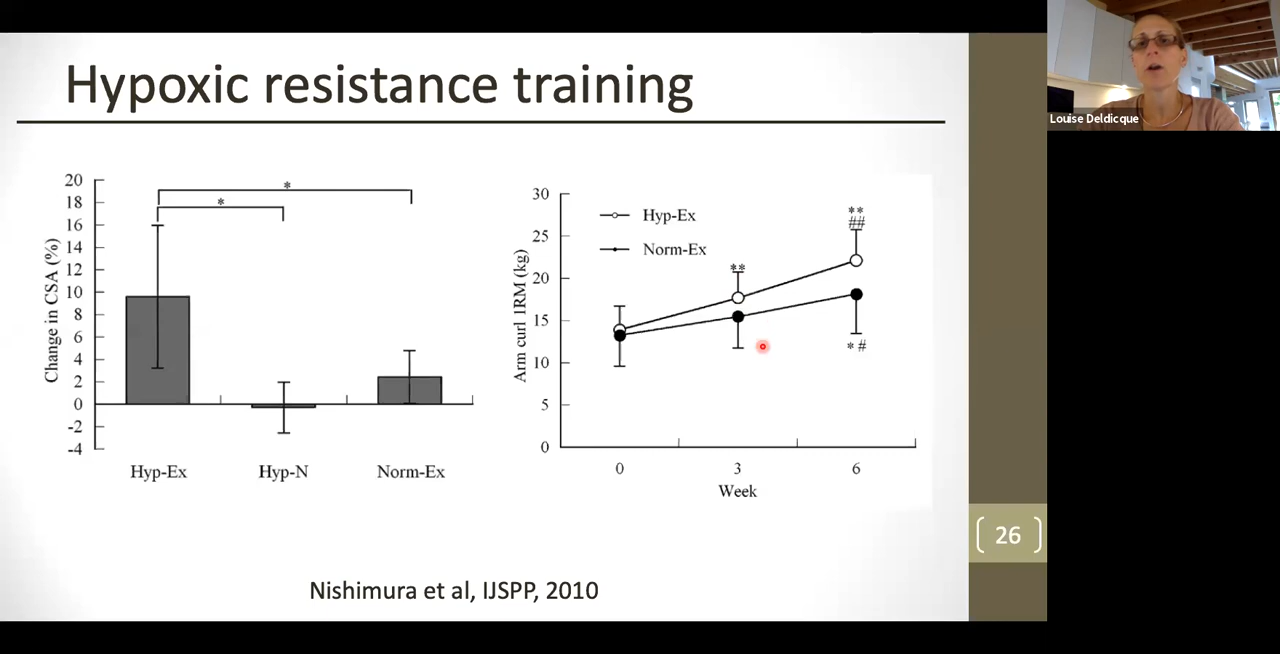 Hypoxic resistance training
Louise Deldicque
Change in CSA (%)
20
18
16
14
12
10
8
6
4
2
0
-2
-4
*
*
Hyp-Ex
Hyp-N
Norm-Ex
Arm curl 1RM (kg)
30
25
20
15
10
5
0
Hyp-Ex
Norm-Ex
**
**
##
* #
0
3
6
Week
26
Nishimura et al, IJSPP, 2010